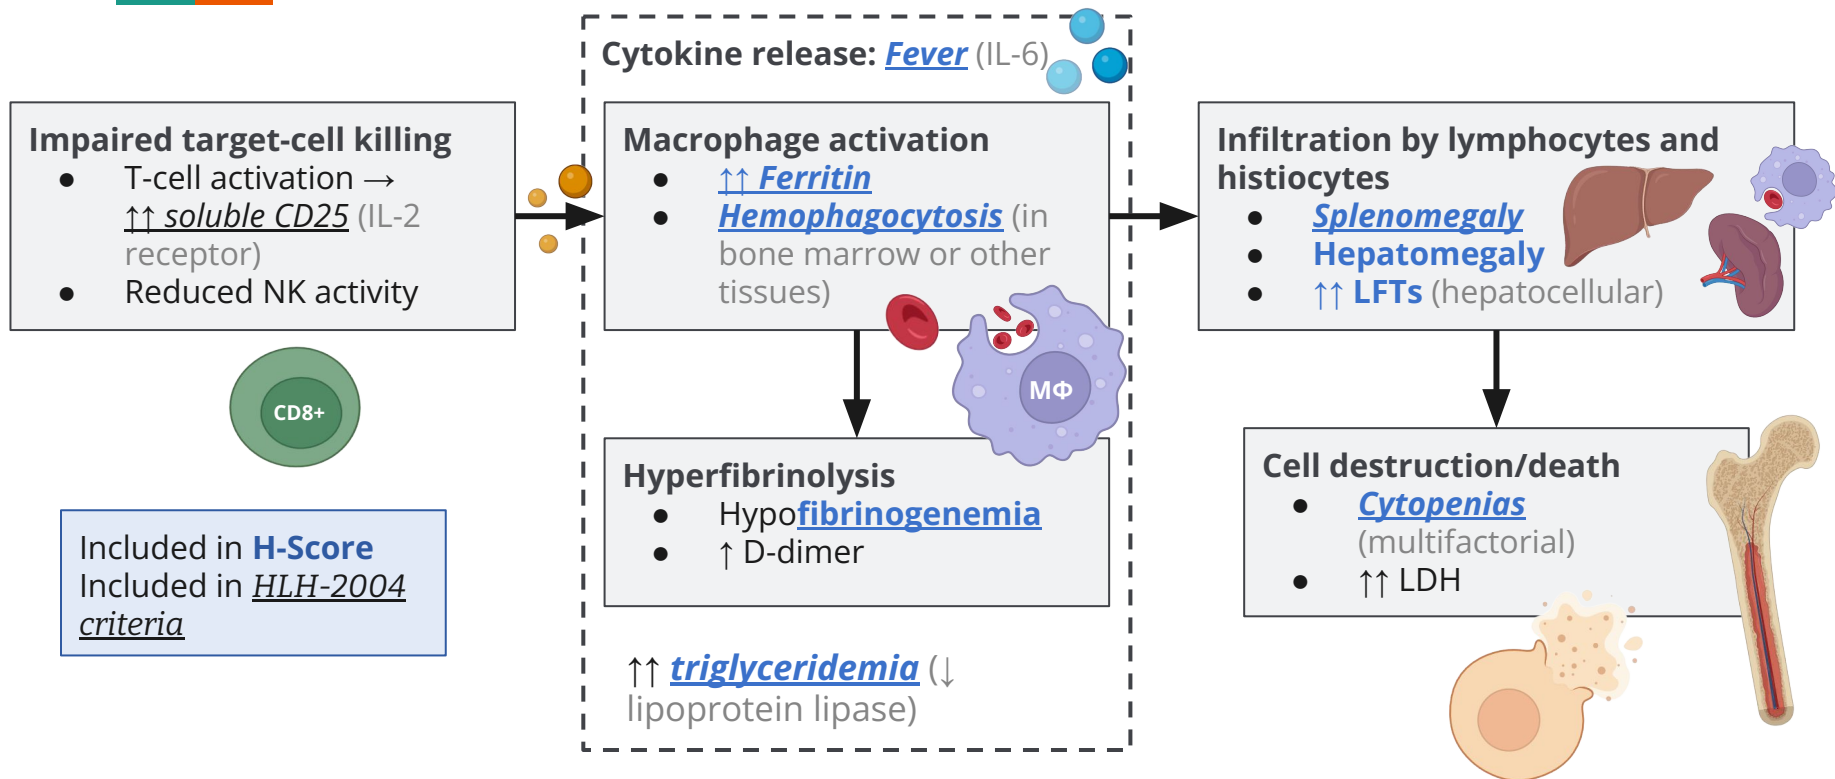 Cytokine release: Fever (IL-6)
Impaired target-cell killing
● T-cell activation →
↑↑ soluble CD25 (IL-2
receptor)
● Reduced NK activity
CD8+
Included in H-Score
Included in HLH-2004
criteria
Macrophage activation
● ↑↑ Ferritin
● Hemophagocytosis (in
bone marrow or other
tissues)
MΦ
Hyperfibrinolysis
● Hypofibrinogenemia
● ↑ D-dimer
↑↑ triglyceridemia (↓
lipoprotein lipase)
Infiltration by lymphocytes and
histiocytes
● Splenomegaly
● Hepatomegaly
● ↑↑ LFTs (hepatocellular)
Cell destruction/death
● Cytopenias
(multifactorial)
● ↑↑ LDH